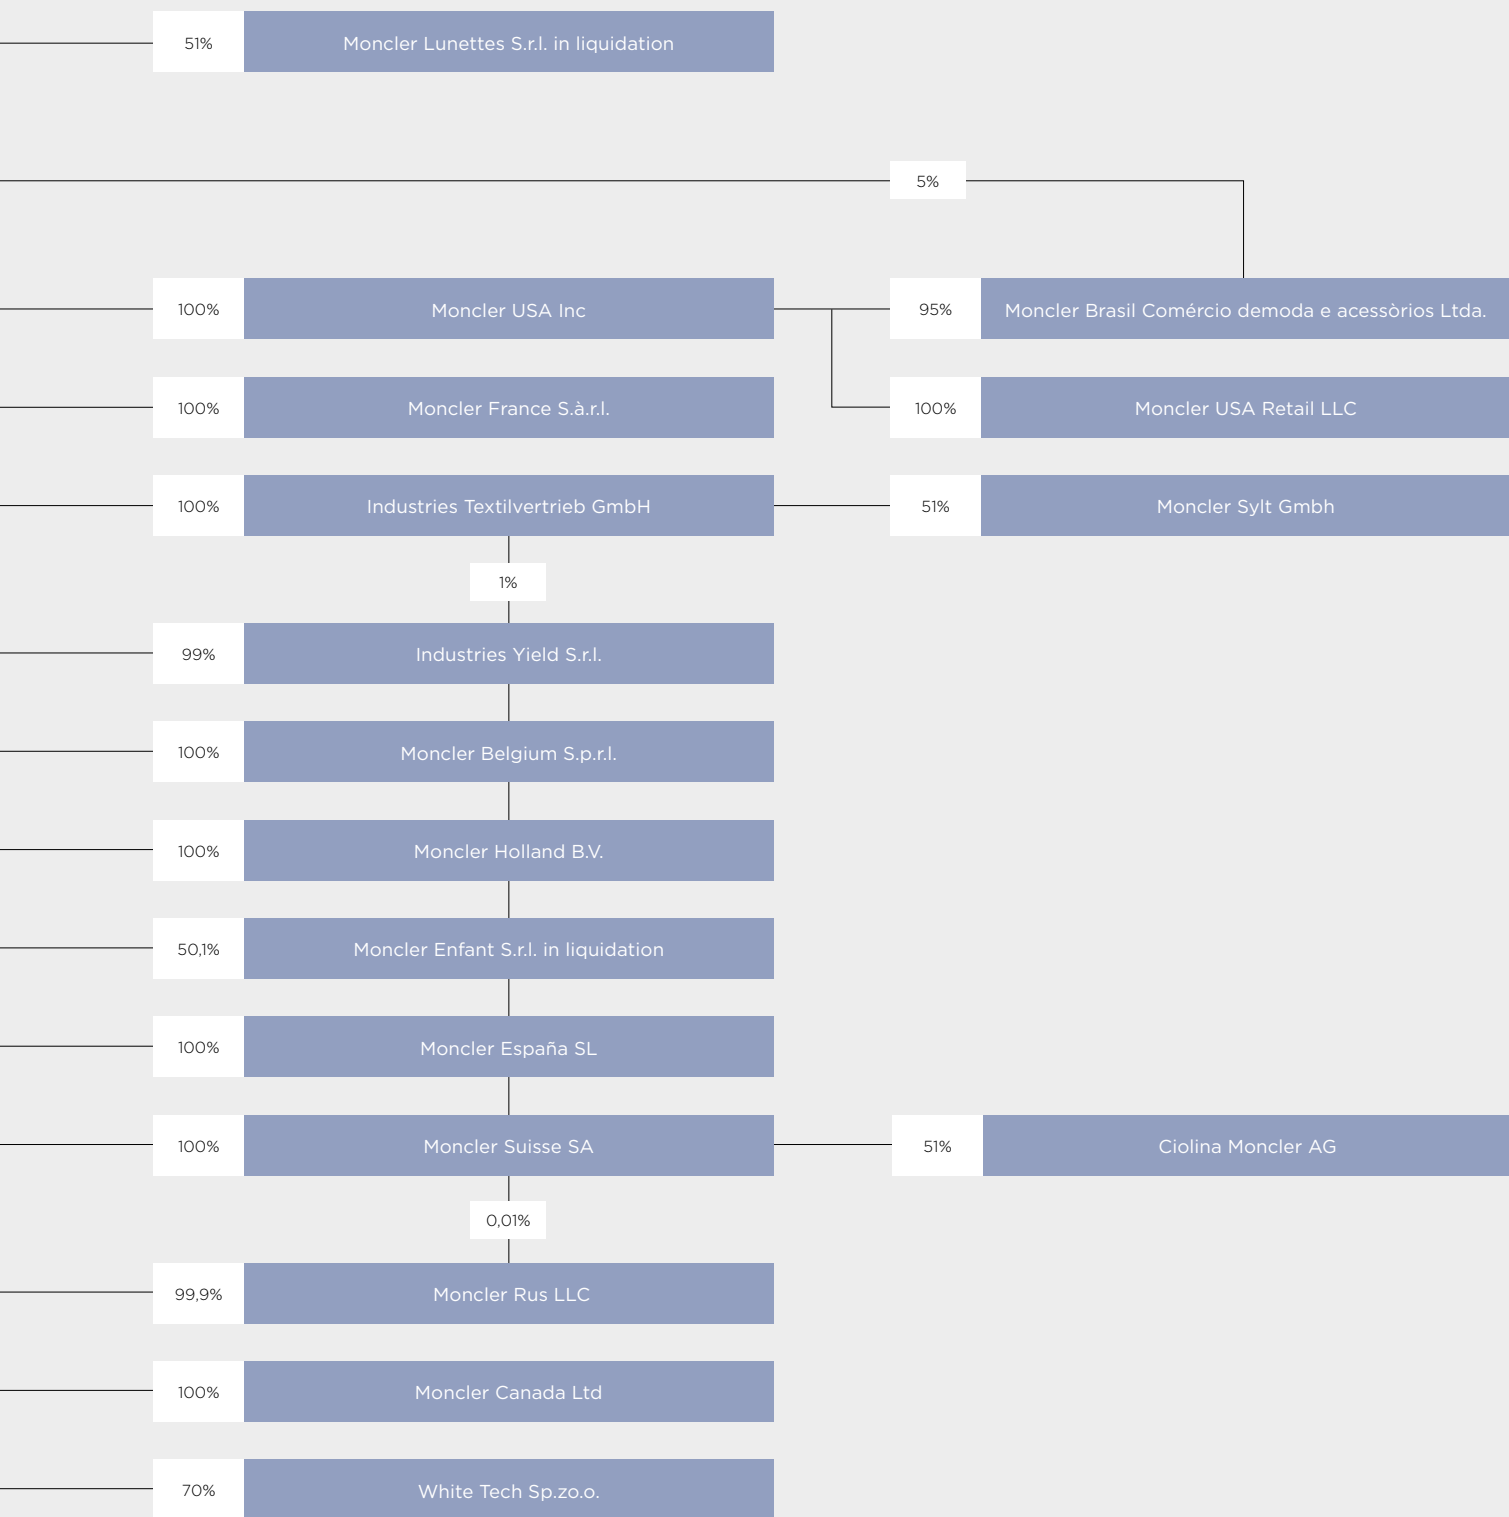 51%
Moncler Lunettes S.r.l. in liquidation
5%
100%
Moncler USA Inc
95%
Moncler Brasil Comércio demoda e acessòrios Ltda.
100%
Moncler France S.à.r.l.
100%
Moncler USA Retail LLC
100%
Industries Textilvertrieb GmbH
51%
Moncler Sylt Gmbh
1%
99%
Industries Yield S.r.l.
100%
Moncler Belgium S.p.r.l.
100%
Moncler Holland B.V.
50,1%
Moncler Enfant S.r.l. in liquidation
100%
Moncler España SL
100%
Moncler Suisse SA
51%
Ciolina Moncler AG
0,01%
99,9%
Moncler Rus LLC
100%
Moncler Canada Ltd
70%
White Tech Sp.zo.o.